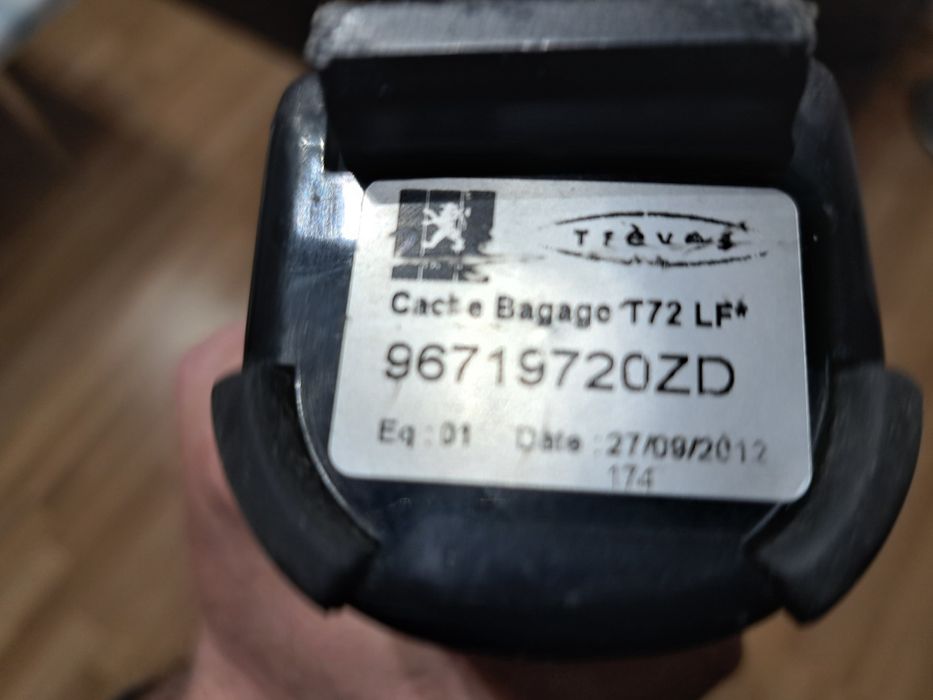 Trèves
Cache Bagage T72 LF*
96719720ZD
Eq : 01 Date : 27/09/2012
174